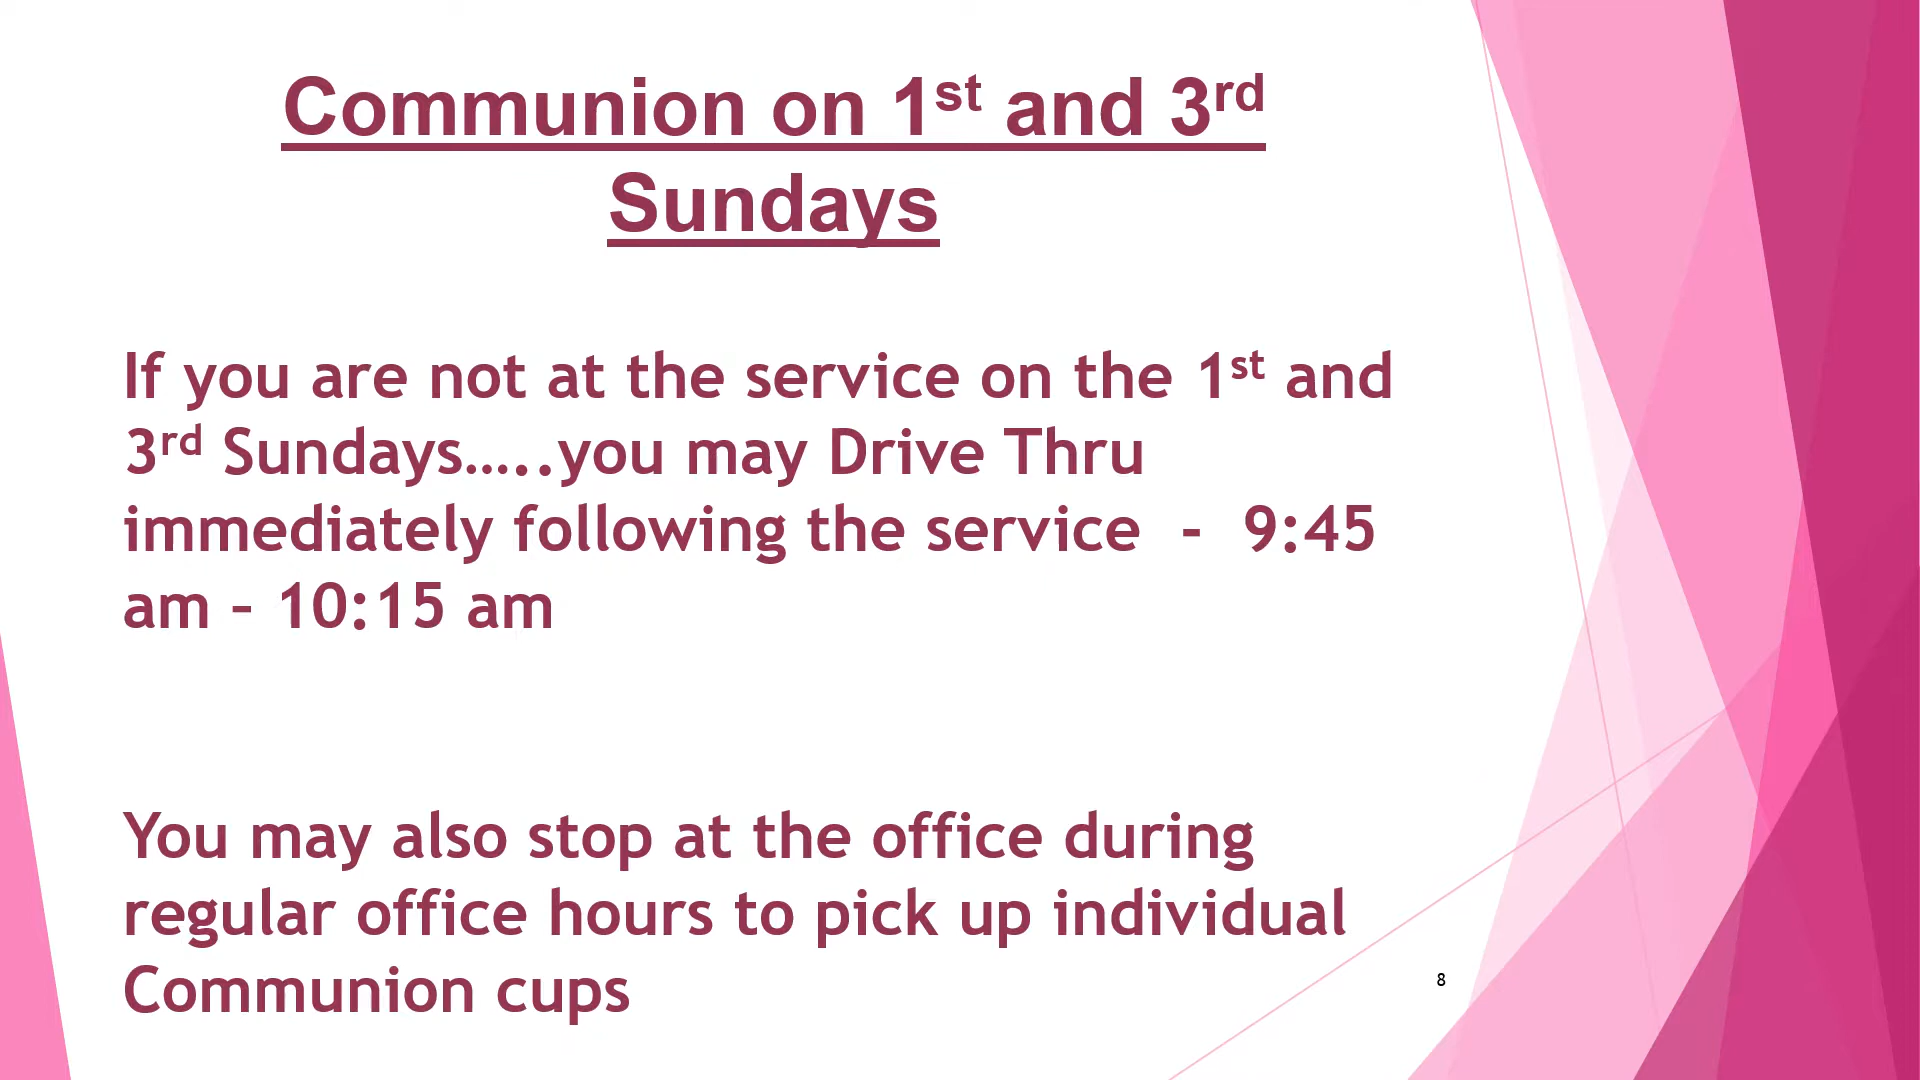 Communion on 1st and 3rd
Sundays
If you are not at the service on the 1st and
3rd Sundays…..you may Drive Thru
immediately following the service  -  9:45
am – 10:15 am
You may also stop at the office during
regular office hours to pick up individual
Communion cups
8